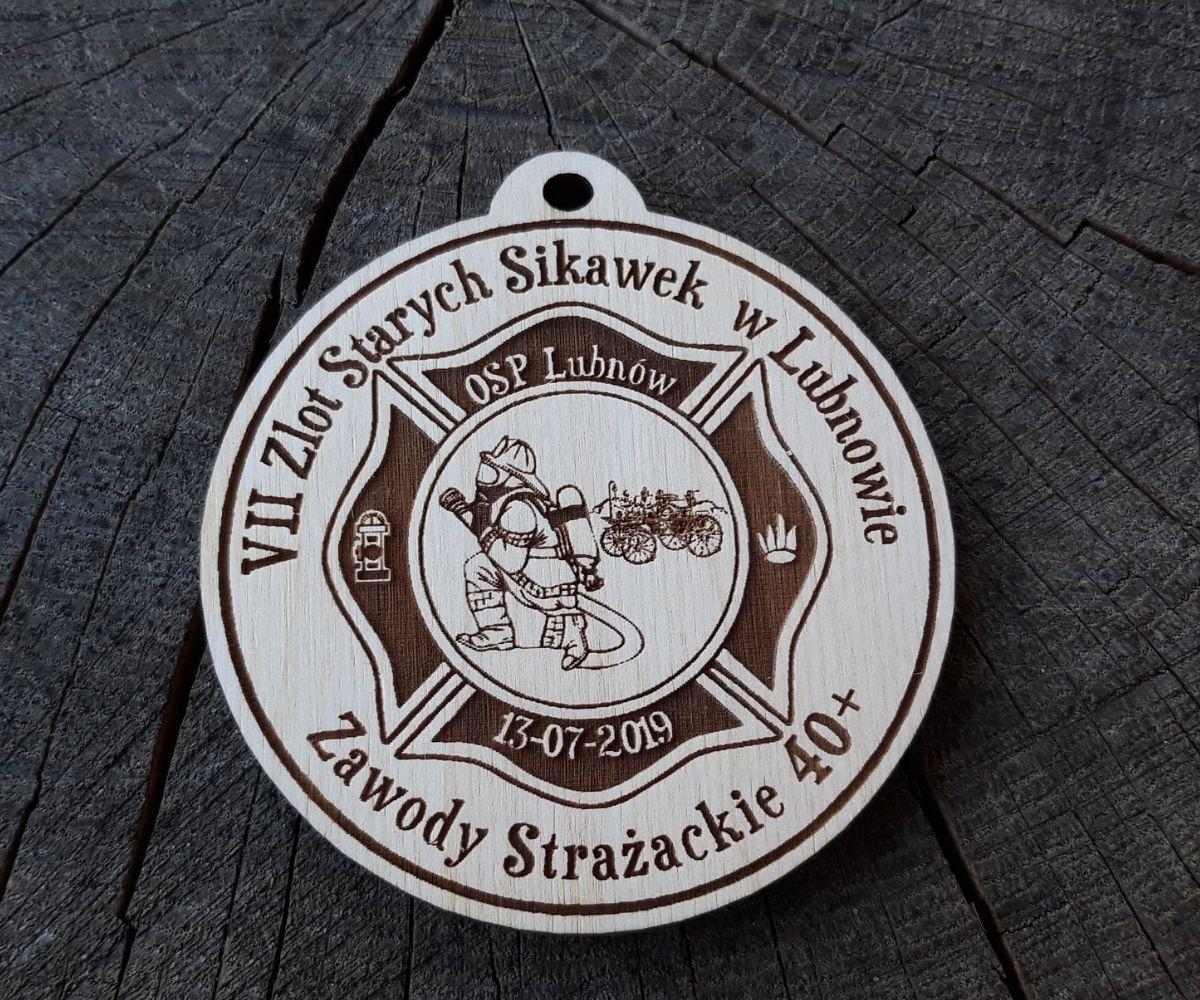 VII Zlot Starych Sikawek w Lubnowie
OSP Lubnów
13-07-2019
Zawody Strażackie 40+